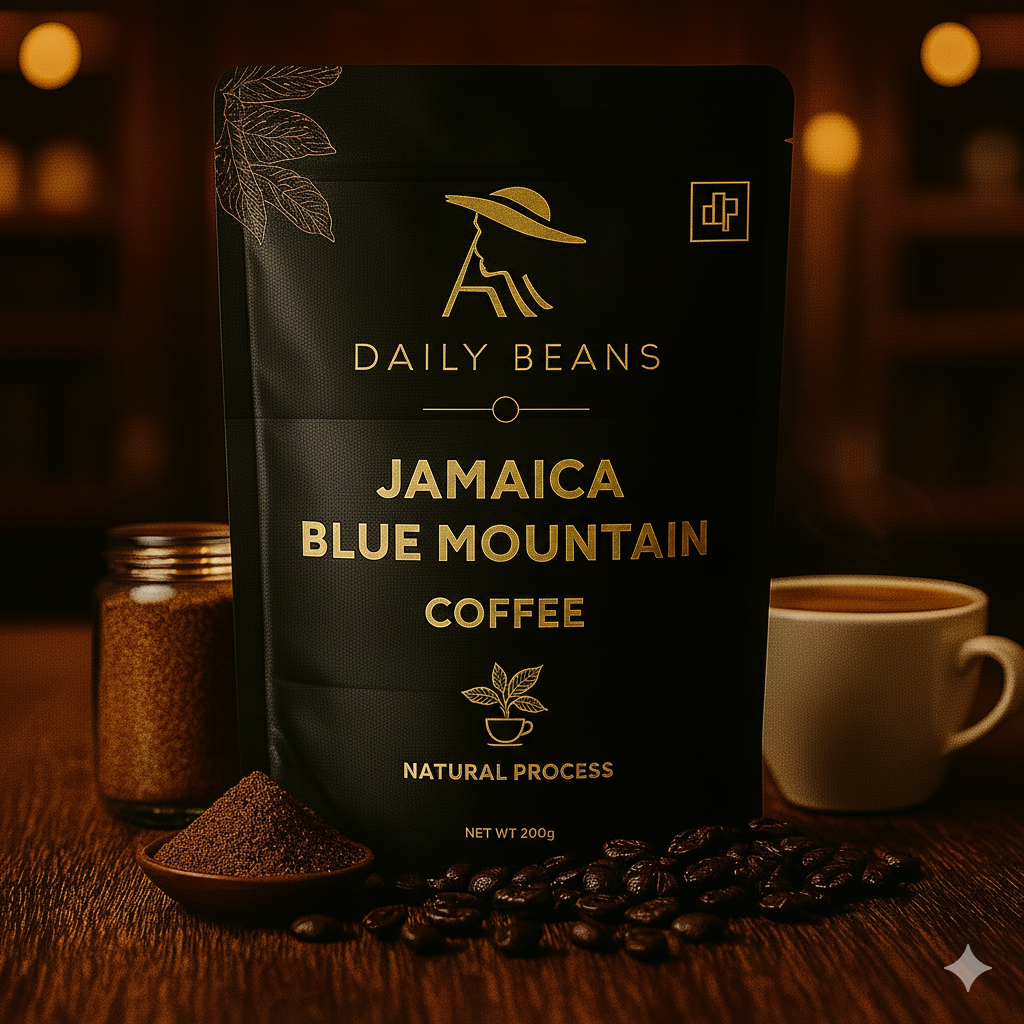 DAILY BEANS
JAMAICA
BLUE MOUNTAIN
COFFEE
NATURAL PROCESS
NET WT 200g